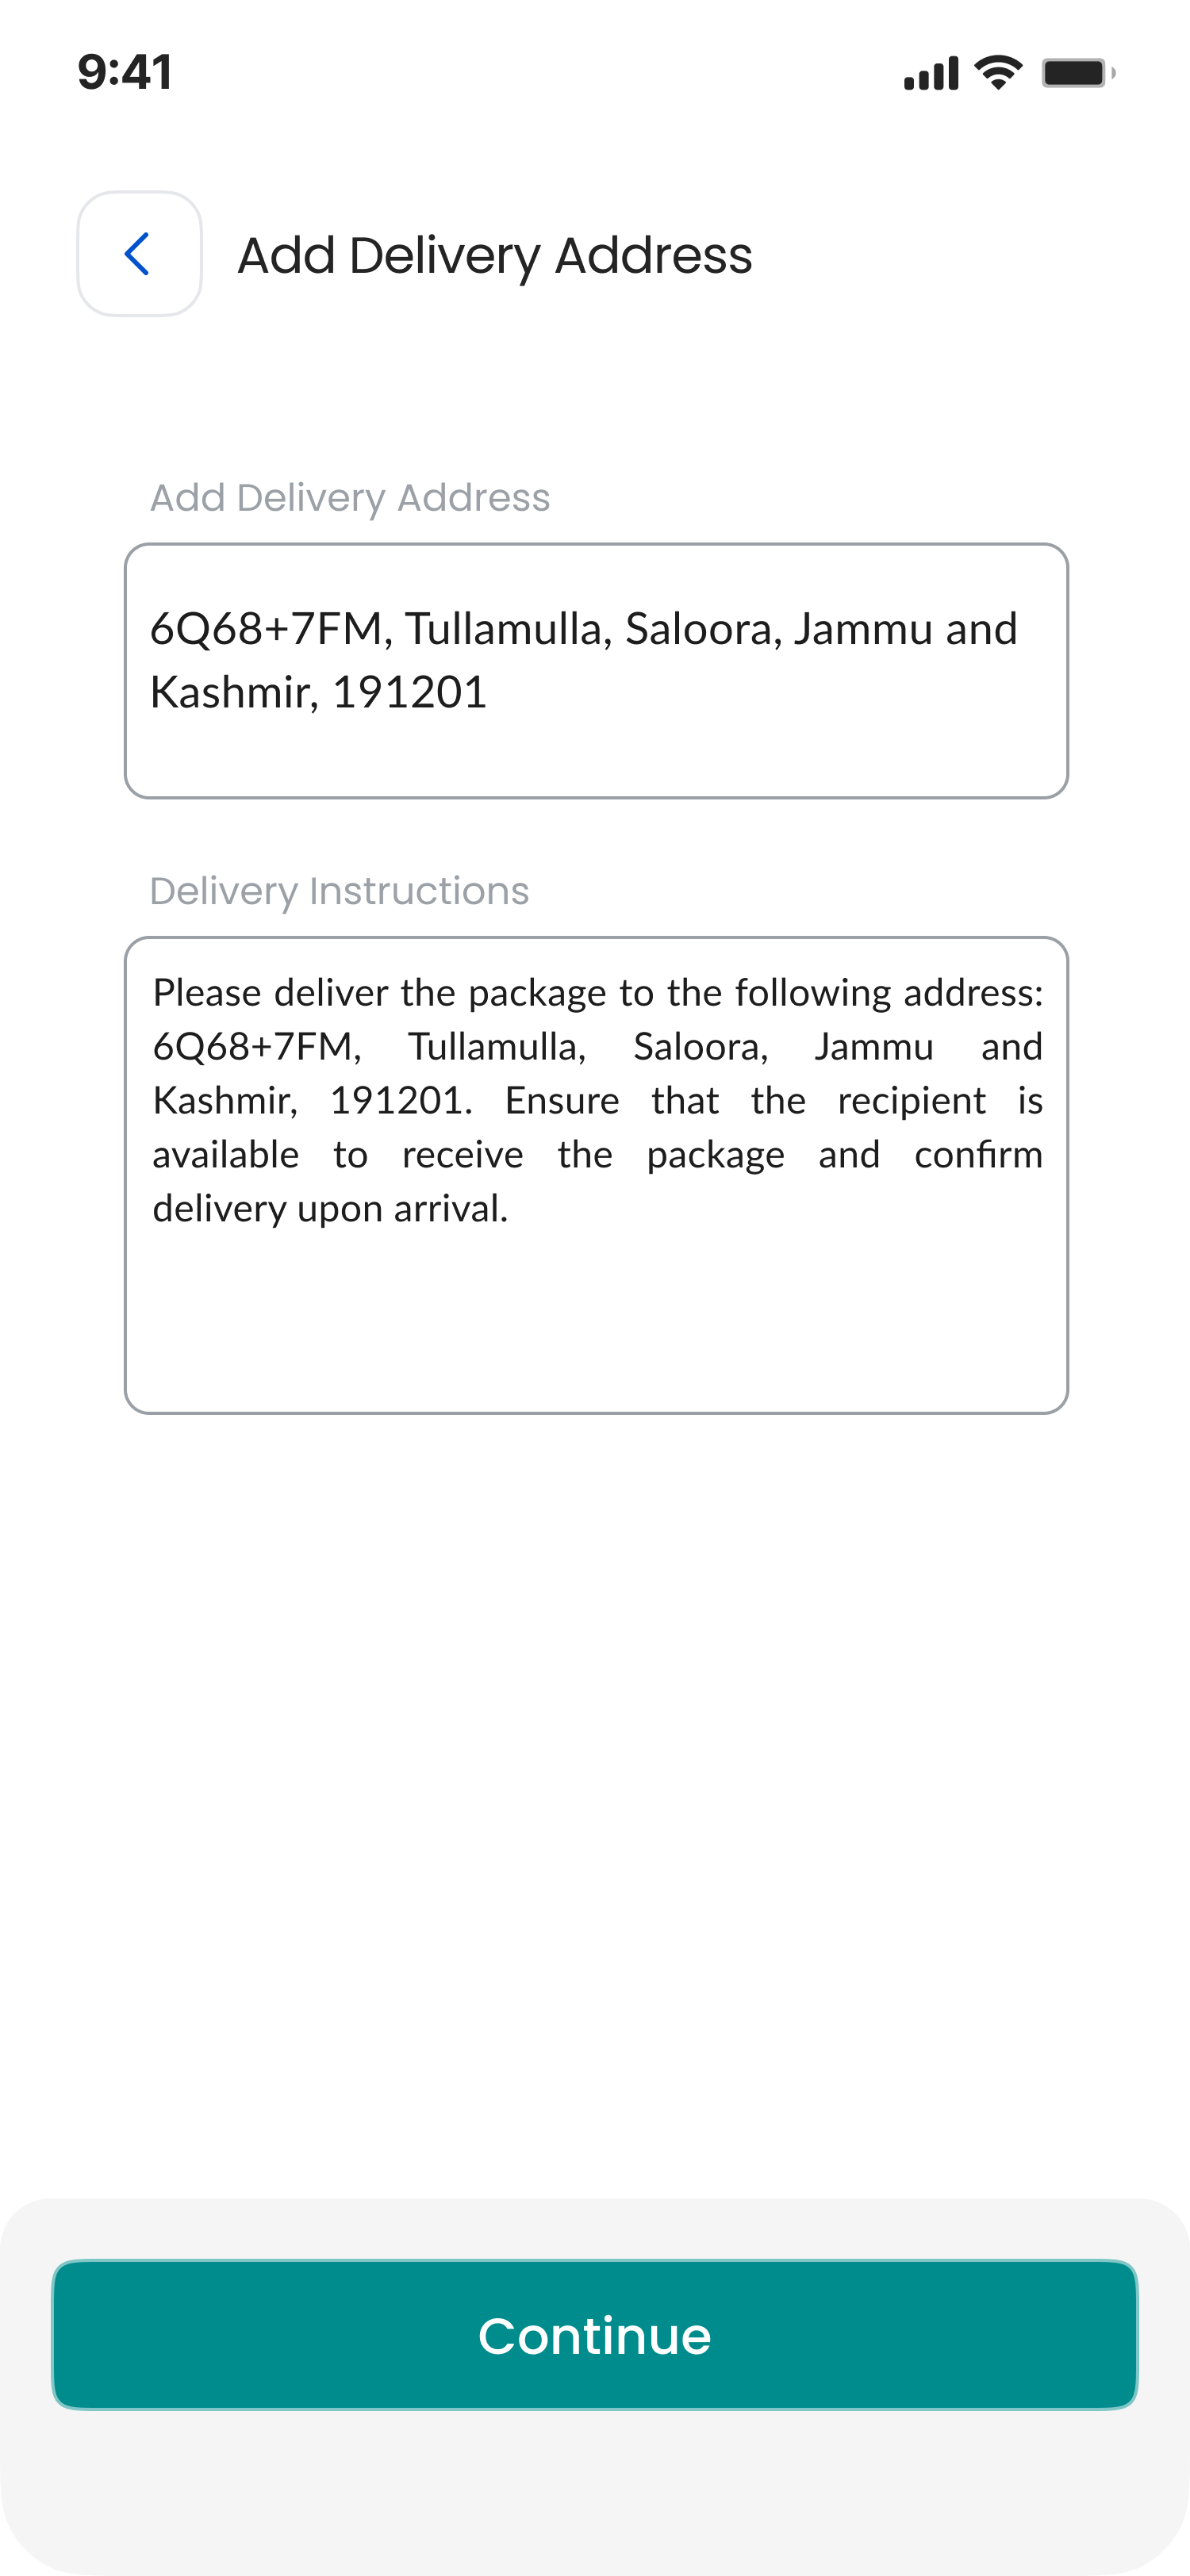 9:41
Add Delivery Address
Add Delivery Address
6Q68+7FM, Tullamulla, Saloora, Jammu and
Kashmir, 191201
Delivery Instructions
Please deliver the package to the following address:
6Q68+7FM, Tullamulla, Saloora, Jammu and
Kashmir, 191201. Ensure that the recipient is
available to receive the package and confirm
delivery upon arrival.
Continue